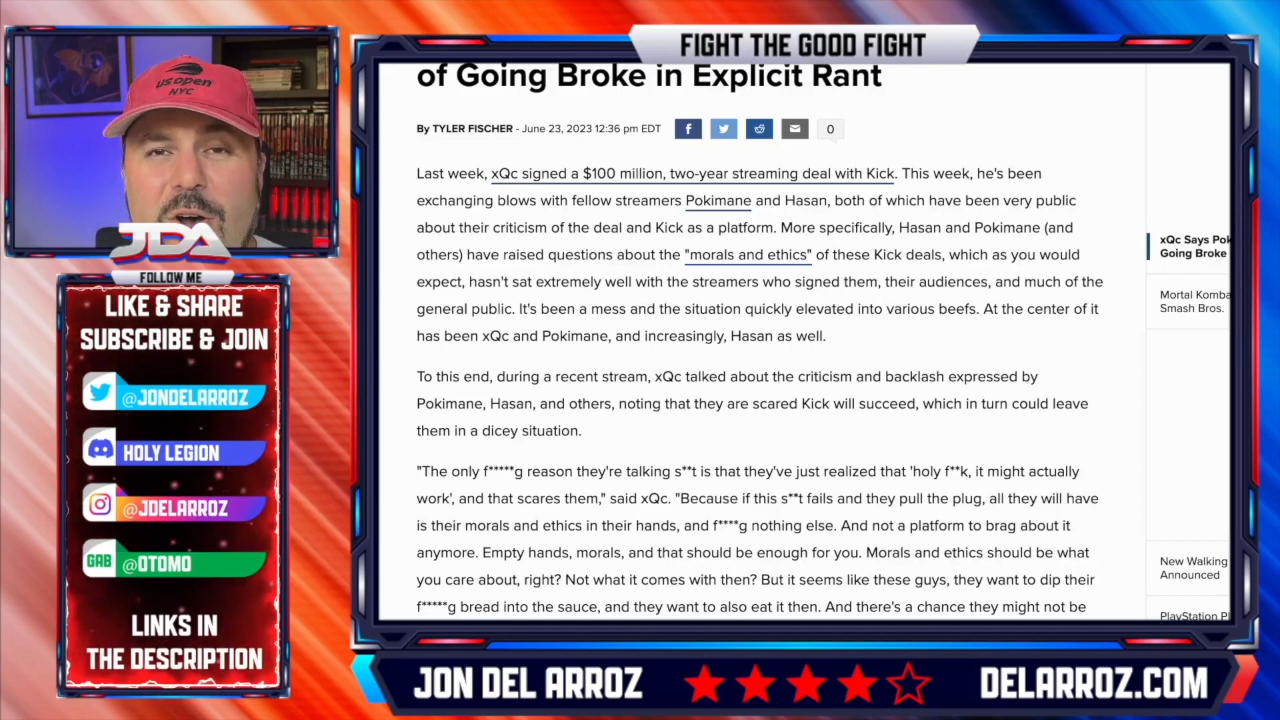 FIGHT THE GOOD FIGHT
us open
NYC
JDA
FOLLOW ME
LIKE & SHARE
SUBSCRIBE & JOIN
@JONDELARROZ
HOLY LEGION
@JDELARROZ
GAB
@OTOMO
LINKS IN
THE DESCRIPTION
of Going Broke in Explicit Rant
By TYLER FISCHER - June 23, 2023 12:36 pm EDT
0
Last week, xQc signed a $100 million, two-year streaming deal with Kick. This week, he's been
exchanging blows with fellow streamers Pokimane and Hasan, both of which have been very public
about their criticism of the deal and Kick as a platform. More specifically, Hasan and Pokimane (and
others) have raised questions about the "morals and ethics" of these Kick deals, which as you would
expect, hasn't sat extremely well with the streamers who signed them, their audiences, and much of the
general public. It's been a mess and the situation quickly elevated into various beefs. At the center of it
has been xQc and Pokimane, and increasingly, Hasan as well.
To this end, during a recent stream, xQc talked about the criticism and backlash expressed by
Pokimane, Hasan, and others, noting that they are scared Kick will succeed, which in turn could leave
them in a dicey situation.
"The only f*****g reason they're talking s**t is that they've just realized that 'holy f**k, it might actually
work', and that scares them," said xQc. "Because if this s**t fails and they pull the plug, all they will have
is their morals and ethics in their hands, and f****g nothing else. And not a platform to brag about it
anymore. Empty hands, morals, and that should be enough for you. Morals and ethics should be what
you care about, right? Not what it comes with then? But it seems like these guys, they want to dip their
f*****g bread into the sauce, and they want to also eat it then. And there's a chance they might not be
xQc Says Pok
Going Broke
Mortal Komba
Smash Bros.
New Walking
Announced
PlayStation Pl
JON DEL ARROZ
DELARROZ.COM